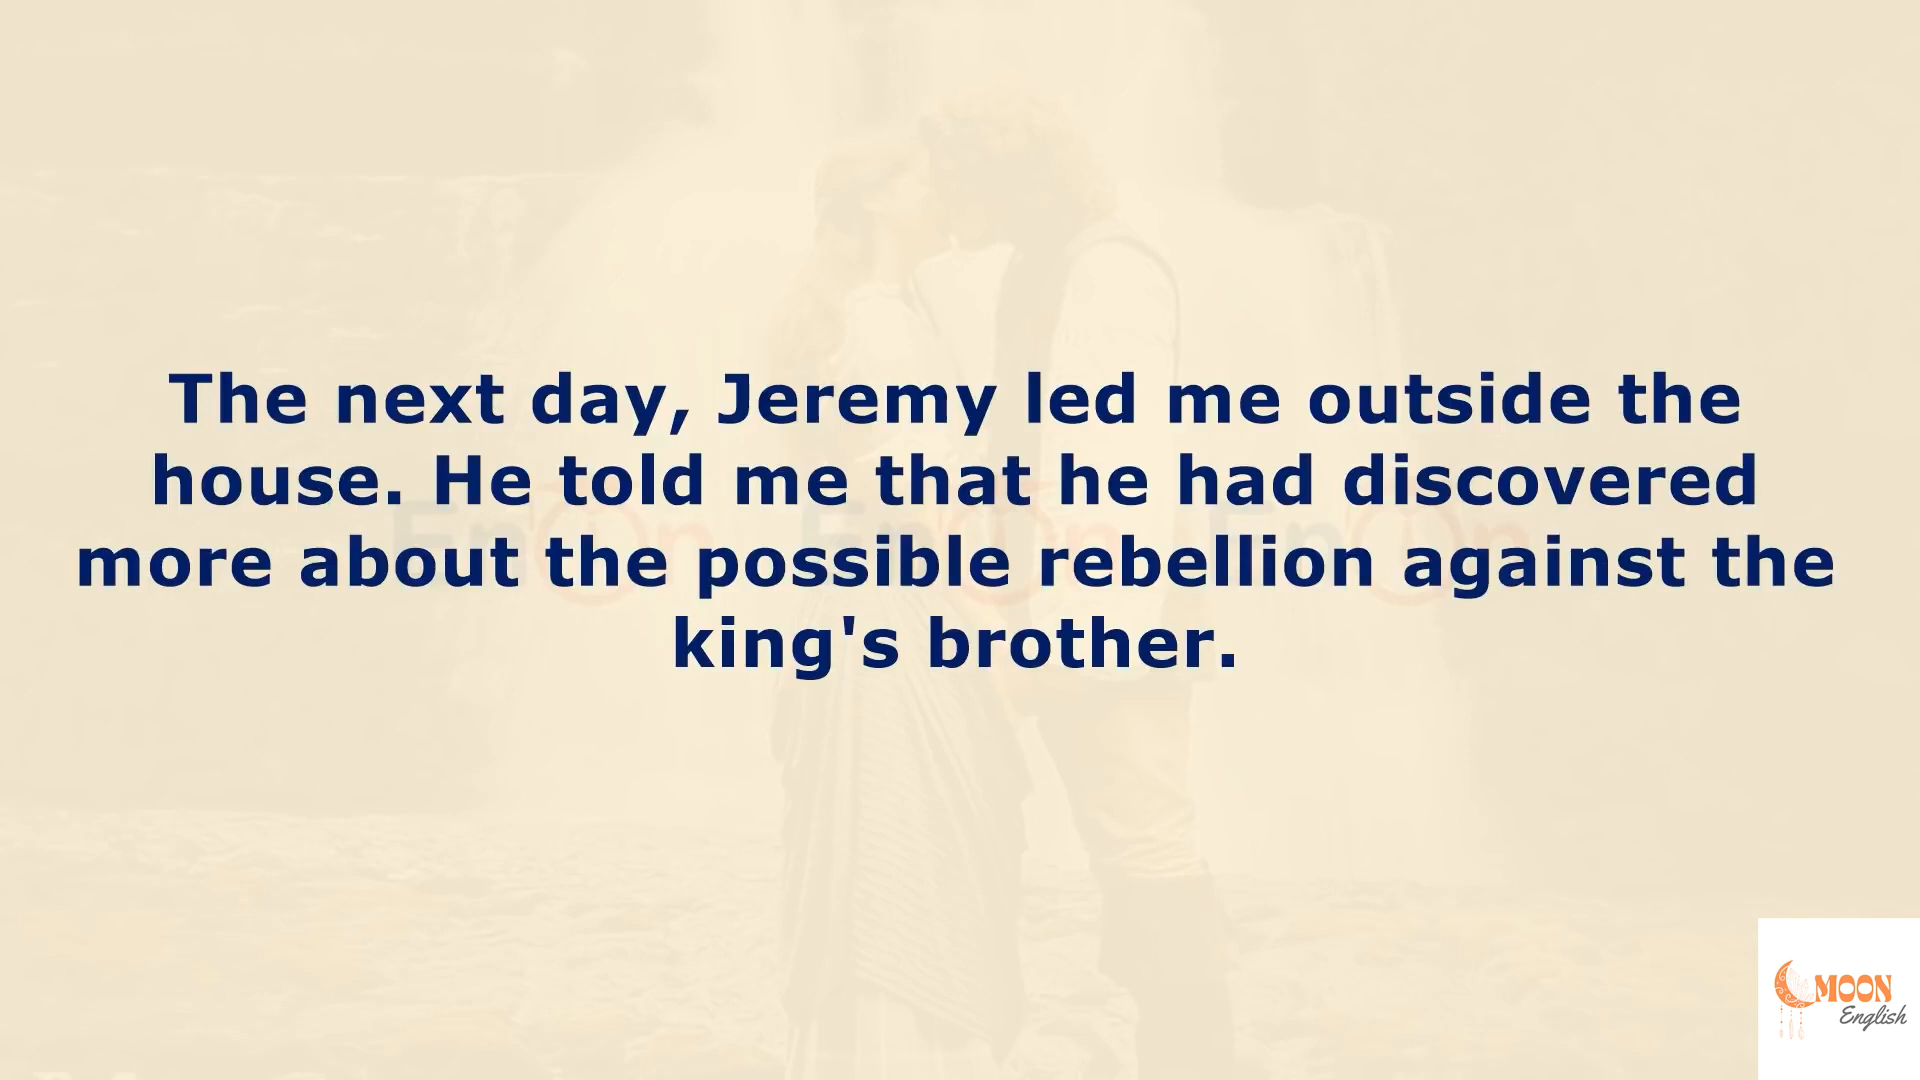 The next day, Jeremy led me outside the
house. He told me that he had discovered
more about the possible rebellion against the
king's brother.
MOON
English